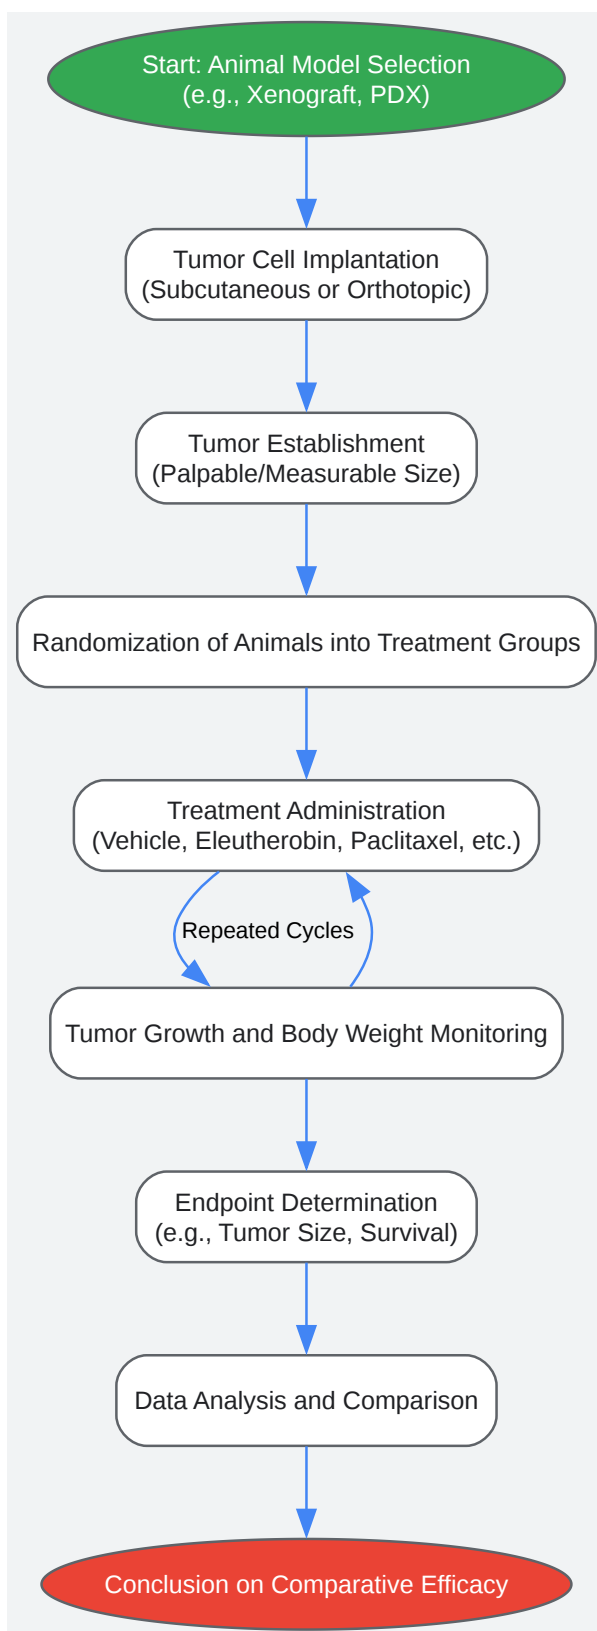 Start: Animal Model Selection
(e.g., Xenograft, PDX)
Tumor Cell Implantation
(Subcutaneous or Orthotopic)
Tumor Establishment
(Palpable/Measurable Size)
Randomization of Animals into Treatment Groups
Treatment Administration
(Vehicle, Eleutherobin, Paclitaxel, etc.)
Repeated Cycles
Tumor Growth and Body Weight Monitoring
Endpoint Determination
(e.g., Tumor Size, Survival)
Data Analysis and Comparison
Conclusion on Comparative Efficacy